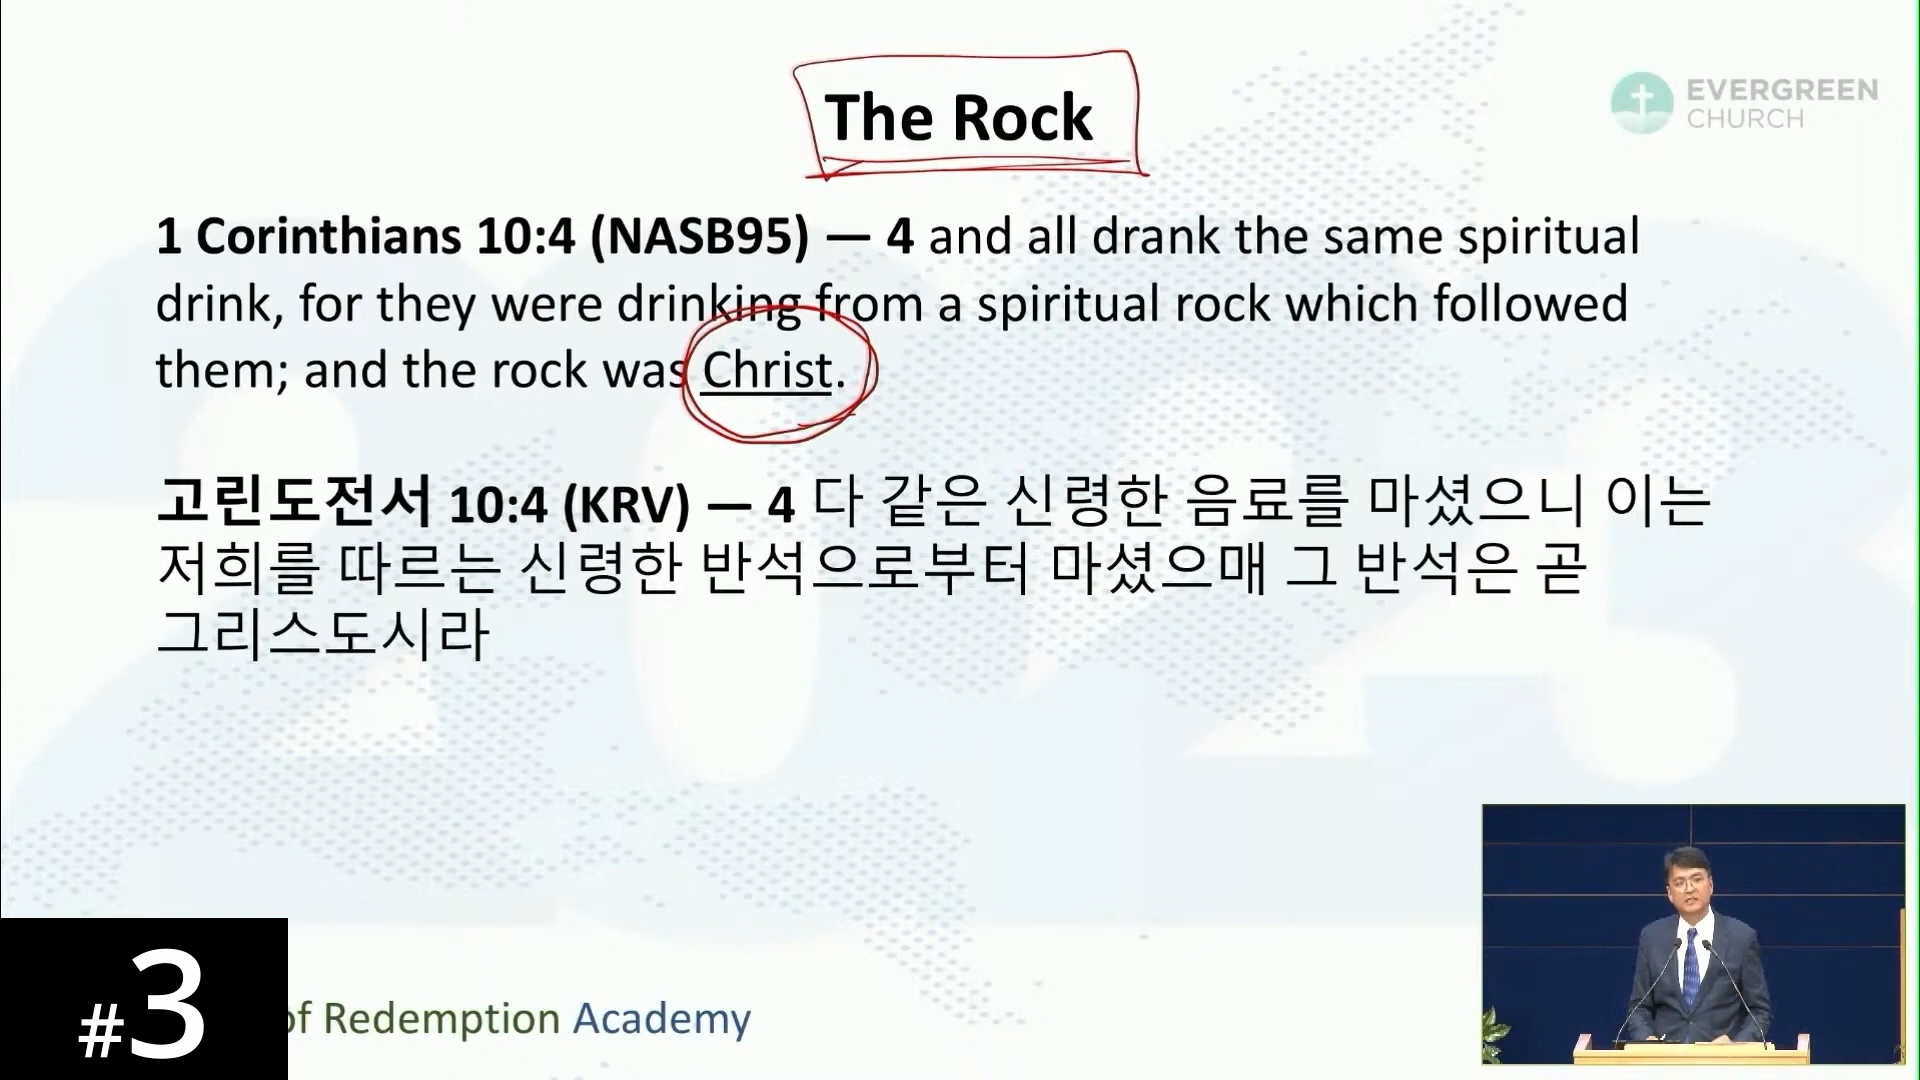 The Rock
EVERGREEN
CHURCH
1 Corinthians 10:4 (NASB95) — 4 and all drank the same spiritual
drink, for they were drinking from a spiritual rock which followed
them; and the rock was Christ.
고린도전서 10:4 (KRV) — 4 다 같은 신령한 음료를 마셨으니 이는
저희를 따르는 신령한 반석으로부터 마셨으매 그 반석은 곧
그리스도시라
#3
of Redemption Academy